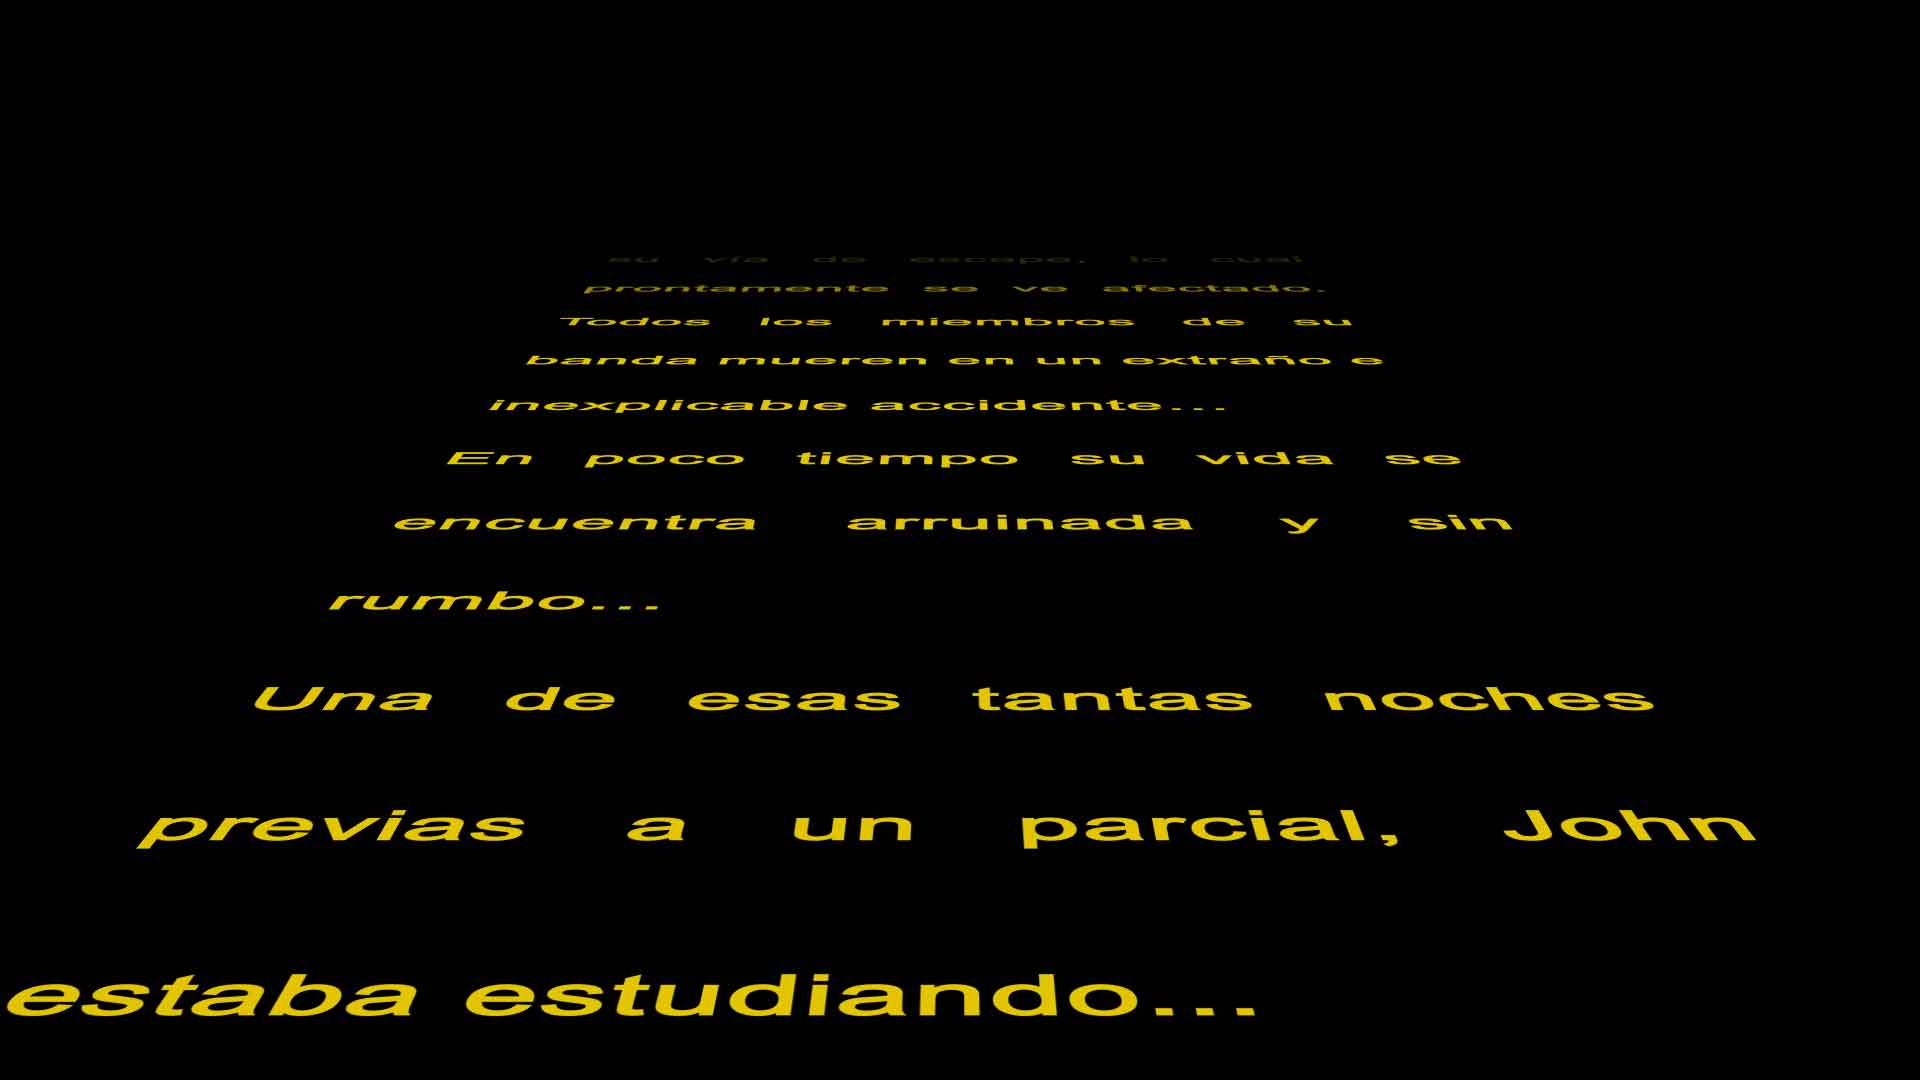 su vía de escape, lo cual
prontamente se ve afectado.
Todos los miembros de su
banda mueren en un extraño e
inexplicable accidente...
En poco tiempo su vida se
encuentra arruinada y sin
rumbo...
Una de esas tantas noches
previas a un parcial, John
estaba estudiando...